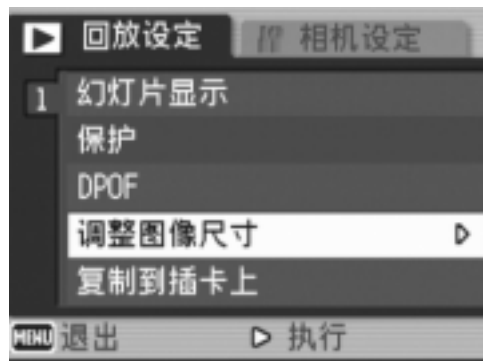 回放设定 相机设定
1 幻灯片显示
保护
DPOF
调整图像尺寸
复制到插卡上
MENU 退出 执行